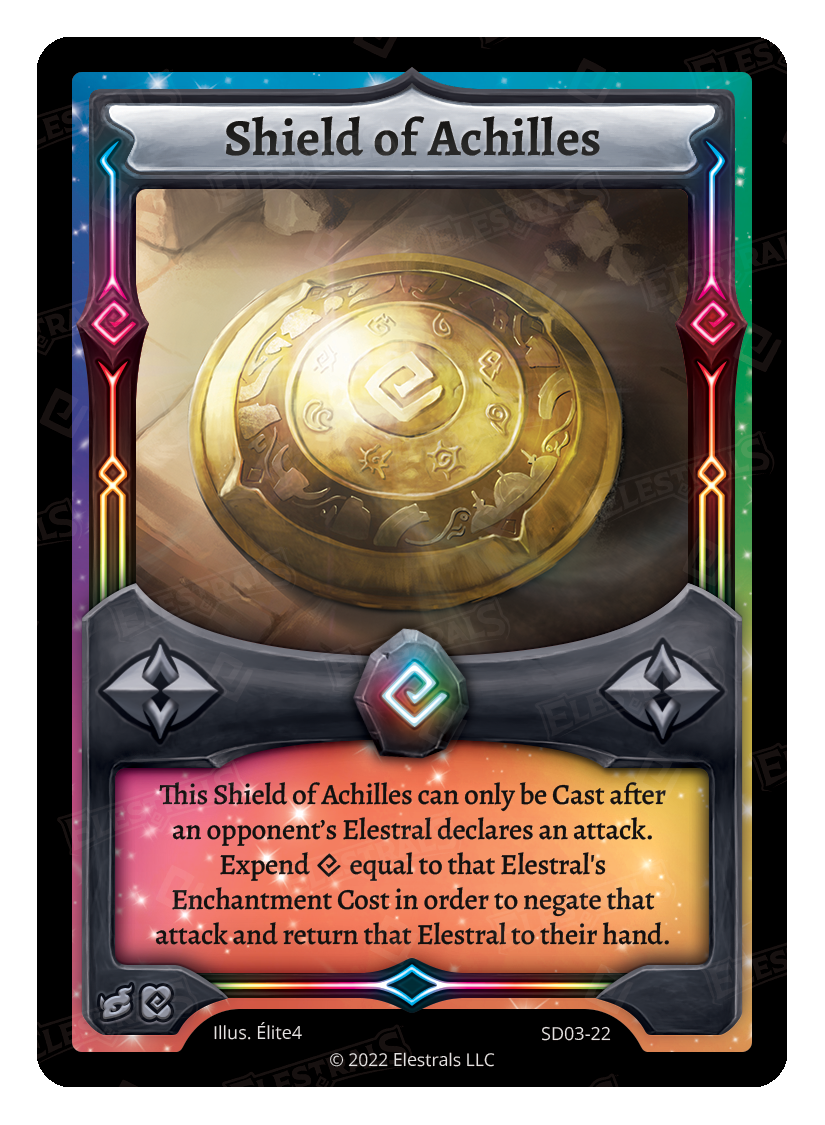 Shield of Achilles
This Shield of Achilles can only be Cast after
an opponent's Elestral declares an attack.
Expend equal to that Elestral's
Enchantment Cost in order to negate that
attack and return that Elestral to their hand.
Illus. Élite4
SD03-22
© 2022 Elestrals LLC